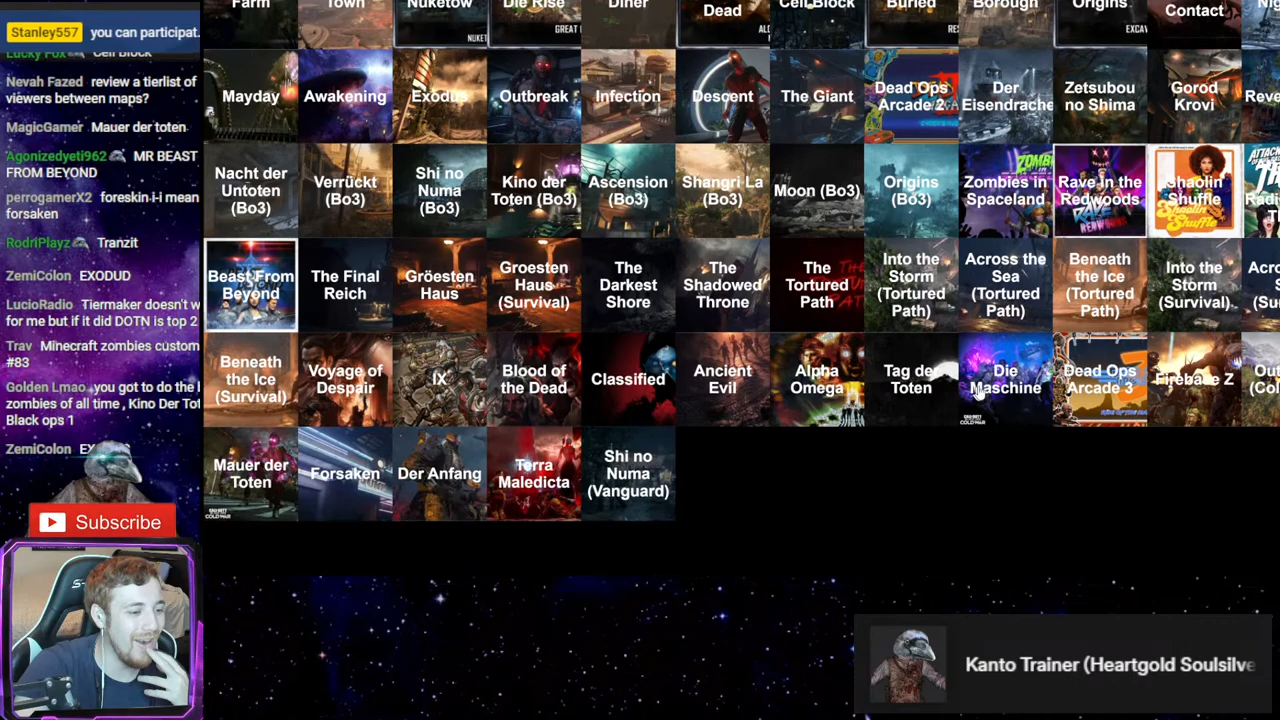 Stanley557 you can participat.
Lucky Fox Cell Block
Nevah Fazed review a tierlist of
viewers between maps?
MagicGamer Mauer der toten
Agonizedyeti962 MR BEAST
FROM BEYOND
perrogamerX2 foreskin i-i mean
forsaken
RodriPlayz Tranzit
ZemiColon EXODUD
LucioRadio Tiermaker doesn't w
for me but if it did DOTN is top 2
Trav Minecraft zombies custom
#83
Golden Lmao you got to do the
zombies of all time , Kino Der Tot
Black ops 1
ZemiColon EX
Subscribe
Farm
Town
Nuketow
Die Rise
Diner
Dead
Cell Block
Buried
Borough
Origins
Contact
Mayday
Awakening
Exodus
Outbreak
Infection
Descent
The Giant
Dead Ops
Arcade 2
Der
Eisendrache
Zetsubou
no Shima
Gorod
Krovi
Reve
Nacht der
Untoten
(Bo3)
Verrückt
(Bo3)
Shi no
Numa
(Bo3)
Kino der
Toten (Bo3)
Ascension
(Bo3)
Shangri La
(Bo3)
Moon (Bo3)
Origins
(Bo3)
Zombies in
Spaceland
Rave in the
Redwoods
Shaolin
Shuffle
Beast From
Beyond
The Final
Reich
Gröesten
Haus
Groesten
Haus
(Survival)
The
Darkest
Shore
The
Shadowed
Throne
The
Tortured
Path
Into the
Storm
(Tortured
Path)
Across the
Sea
(Tortured
Path)
Beneath
the Ice
(Tortured
Path)
Into the
Storm
(Survival)
Beneath
the Ice
(Survival)
Voyage of
Despair
IX
Blood of
the Dead
Classified
Ancient
Evil
Alpha
Omega
Tag der
Toten
Die
Maschine
Dead Ops
Arcade 3
Firebase Z
Mauer der
Toten
Forsaken
Der Anfang
Terra
Maledicta
Shi no
Numa
(Vanguard)
Kanto Trainer (Heartgold Soulsilve